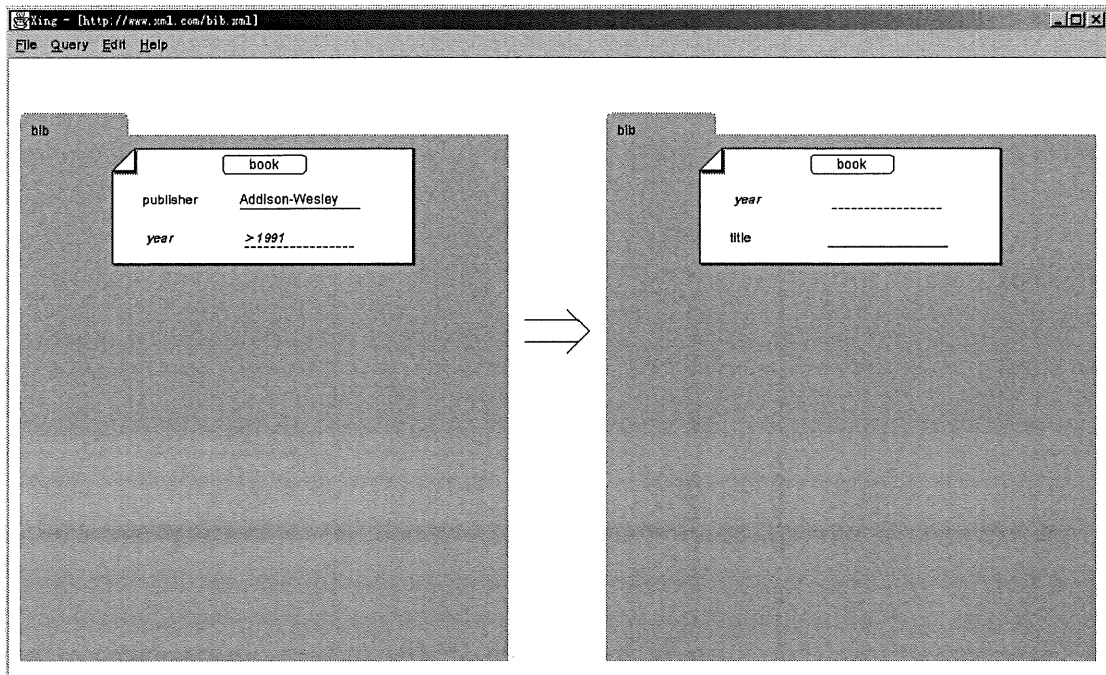 Xing - [http://www.xml.com/bib.xml]
File Query Edit Help
bib
book
publisher Addison-Wesley
year >1991
bib
book
year
title